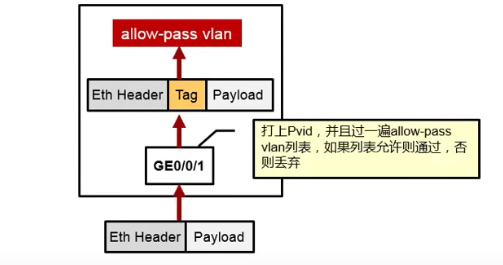 allow-pass vlan
Eth Header Tag Payload
打上Pvid，并且过一遍allow-pass
vlan列表，如果列表允许则通过，否
则丢弃
GE0/0/1
Eth Header Payload